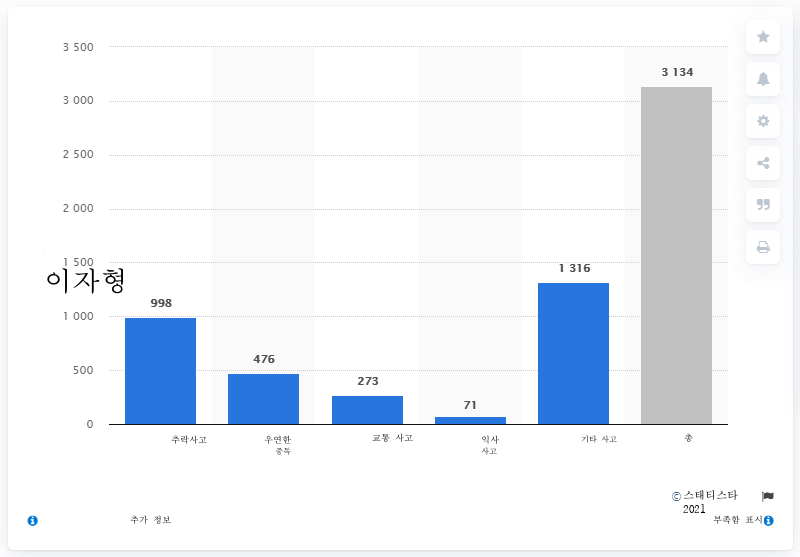 3 500
3 134
3 000
2 500
2 000
1 500
1 316
이자형
998
1 000
476
500
273
71
0
추락사고
우연한
중독
교통 사고
익사
사고
기타 사고
총
© 스태티스타
2021
추가 정보
부족함 표시